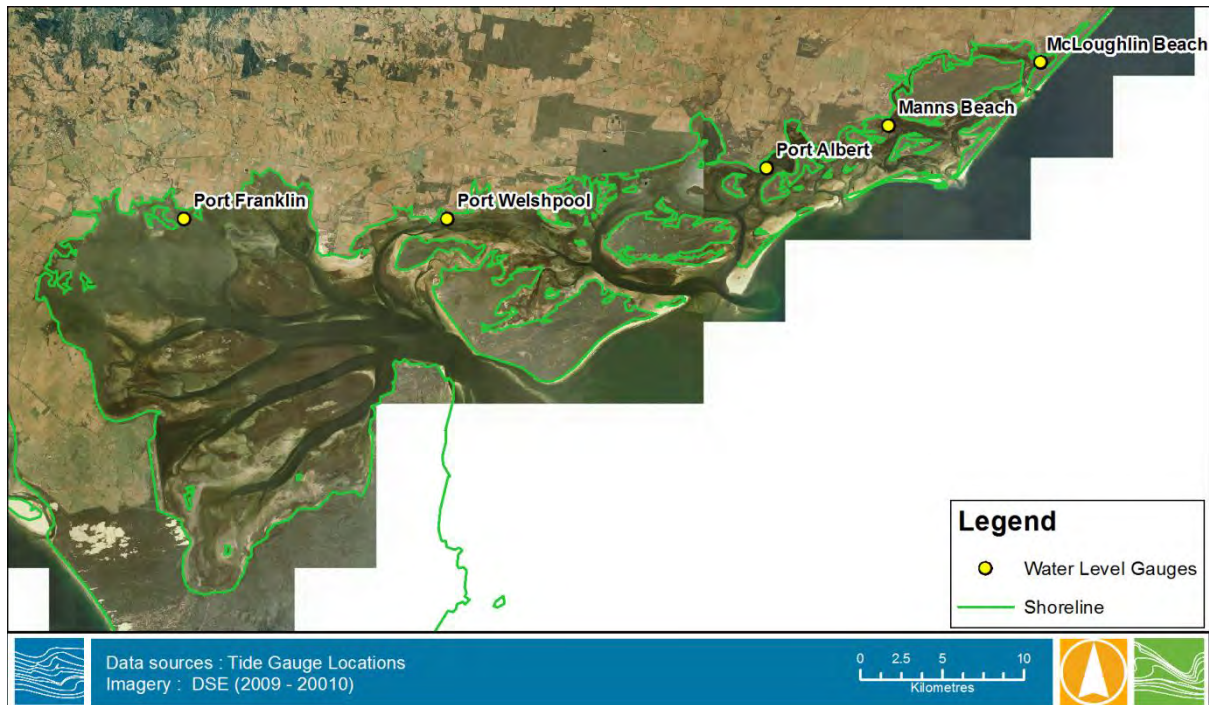 McLoughlin Beach
Manns Beach
Port Albert
Port Franklin
Port Welshpool
Legend
Water Level Gauges
Shoreline
Data sources : Tide Gauge Locations
Imagery : DSE (2009 - 20010)
0 2.5 5 10
Kilometres